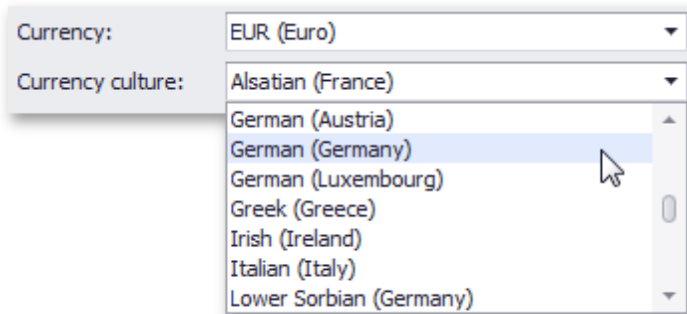 Currency: EUR (Euro)
Currency culture: Alsatian (France)
German (Austria)
German (Germany)
German (Luxembourg)
Greek (Greece)
Irish (Ireland)
Italian (Italy)
Lower Sorbian (Germany)